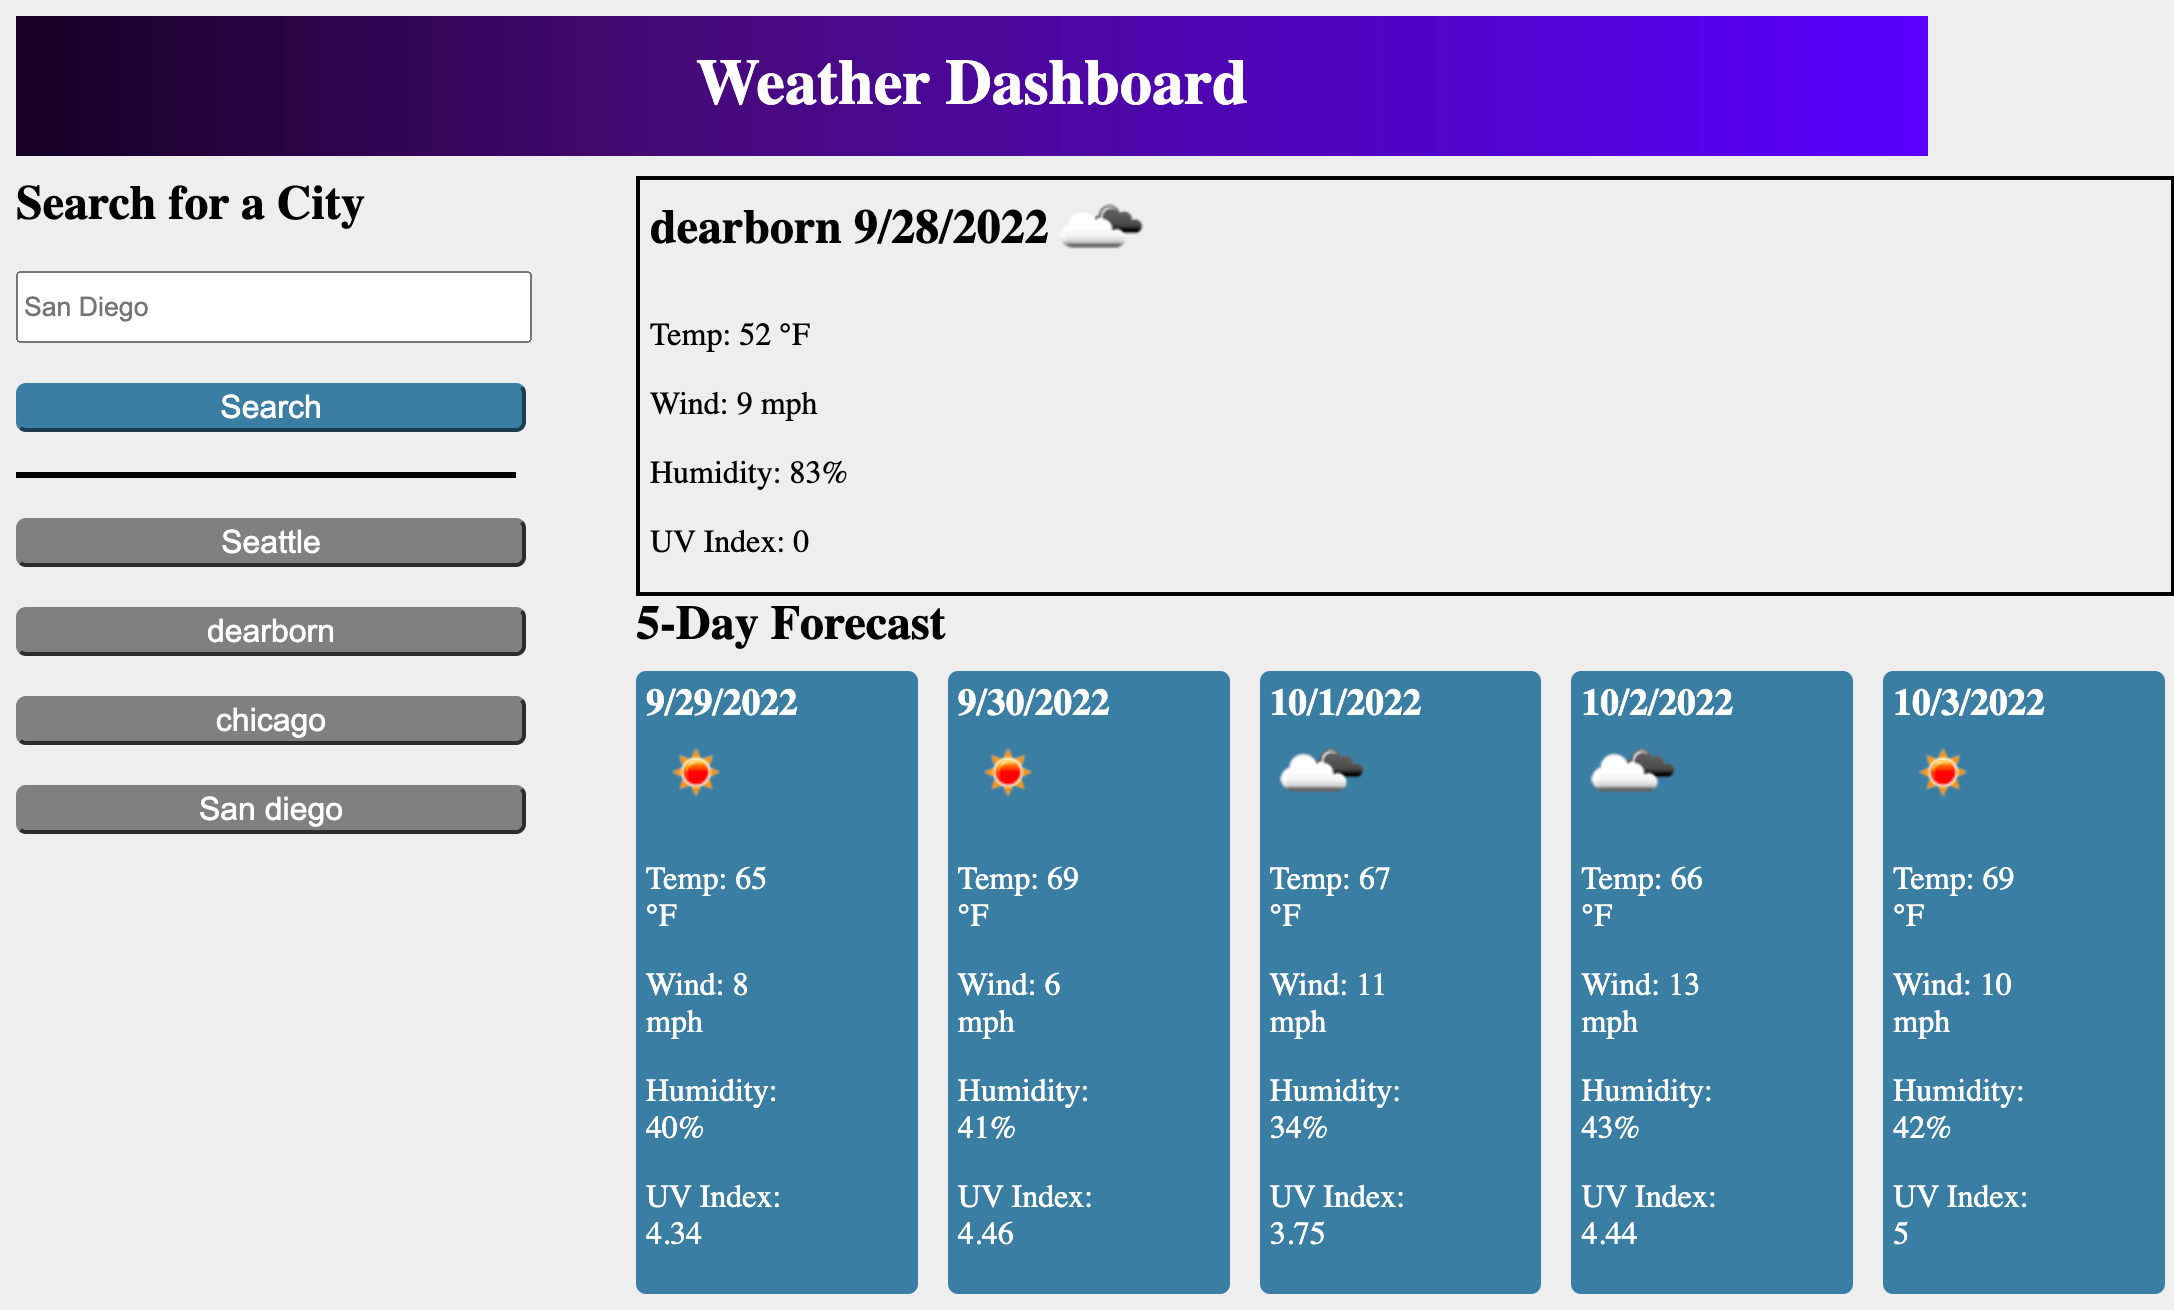 Weather Dashboard
Search for a City
San Diego
Search
Seattle
dearborn
chicago
San diego
dearborn 9/28/2022
Temp: 52 °F
Wind: 9 mph
Humidity: 83%
UV Index: 0
5-Day Forecast
9/29/2022
Temp: 65
°F
Wind: 8
mph
Humidity:
40%
UV Index:
4.34
9/30/2022
Temp: 69
°F
Wind: 6
mph
Humidity:
41%
UV Index:
4.46
10/1/2022
Temp: 67
°F
Wind: 11
mph
Humidity:
34%
UV Index:
3.75
10/2/2022
Temp: 66
°F
Wind: 13
mph
Humidity:
43%
UV Index:
4.44
10/3/2022
Temp: 69
°F
Wind: 10
mph
Humidity:
42%
UV Index:
5